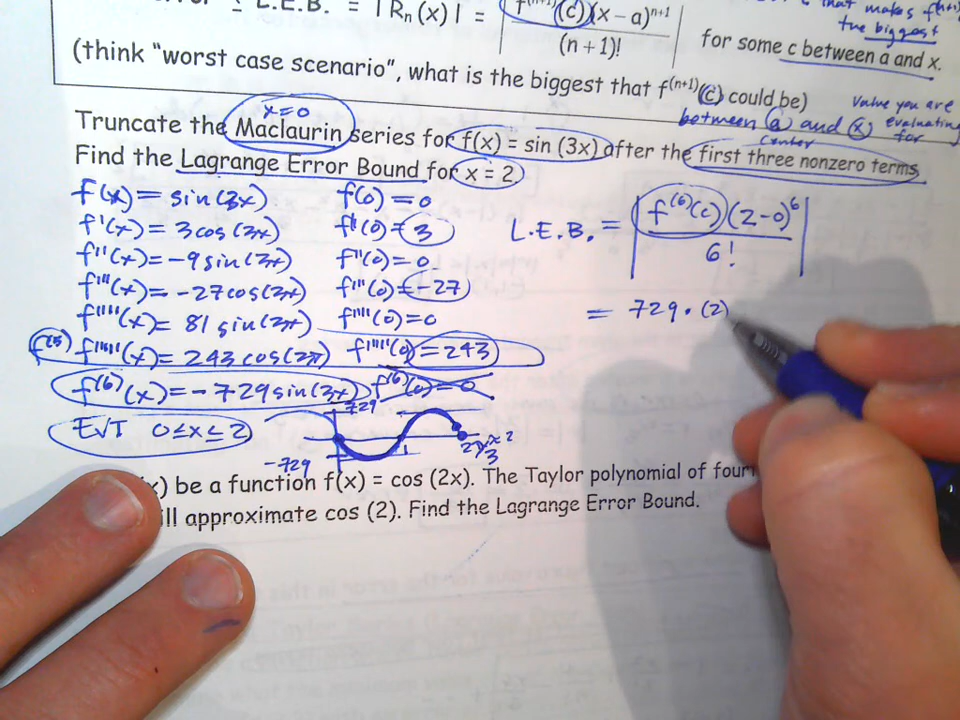 L.E.B. = | Rn(x) | = | f⁽ⁿ⁺¹⁾(c)(x-a)ⁿ⁺¹ / (n+1)! |
that makes f⁽ⁿ⁺¹⁾
the biggest
for some c between a and x.
(think "worst case scenario", what is the biggest that f⁽ⁿ⁺¹⁾(c) could be)
between (a) and (x)
center
value you are
evaluating
for
x=0
Truncate the Maclaurin series for f(x) = sin (3x) after the first three nonzero terms.
Find the Lagrange Error Bound for x = 2.
f(x) = sin(3x) f(0) = 0
f'(x) = 3cos(3x) f'(0) = 3
f''(x) = -9sin(3x) f''(0) = 0
f'''(x) = -27cos(3x) f'''(0) = -27
f''''(x) = 81 sin(3x) f''''(0) = 0
f⁽⁵⁾ f'''''(x) = 243 cos(3x) f'''''(0) = 243
f⁽⁶⁾(x) = -729sin(3x) f⁽⁶⁾(0) = 0
EVT 0≤x≤2
729
-729
1
L.E.B. = | f⁽⁶⁾(c)(2-0)⁶ / 6! |
= 729 • (2)
x) be a function f(x) = cos (2x). The Taylor polynomial of four
ill approximate cos (2). Find the Lagrange Error Bound.